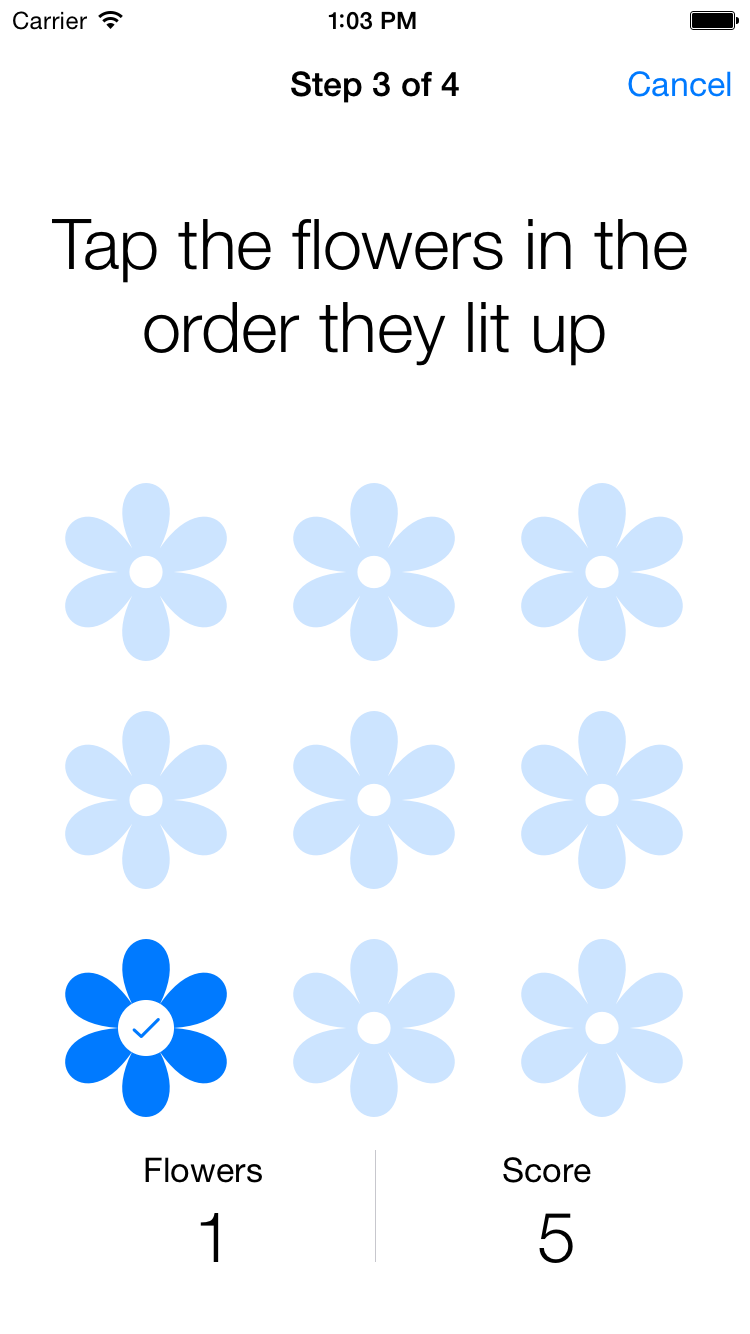 Carrier 1:03 PM
Step 3 of 4 Cancel
Tap the flowers in the
order they lit up
Flowers Score
1 5